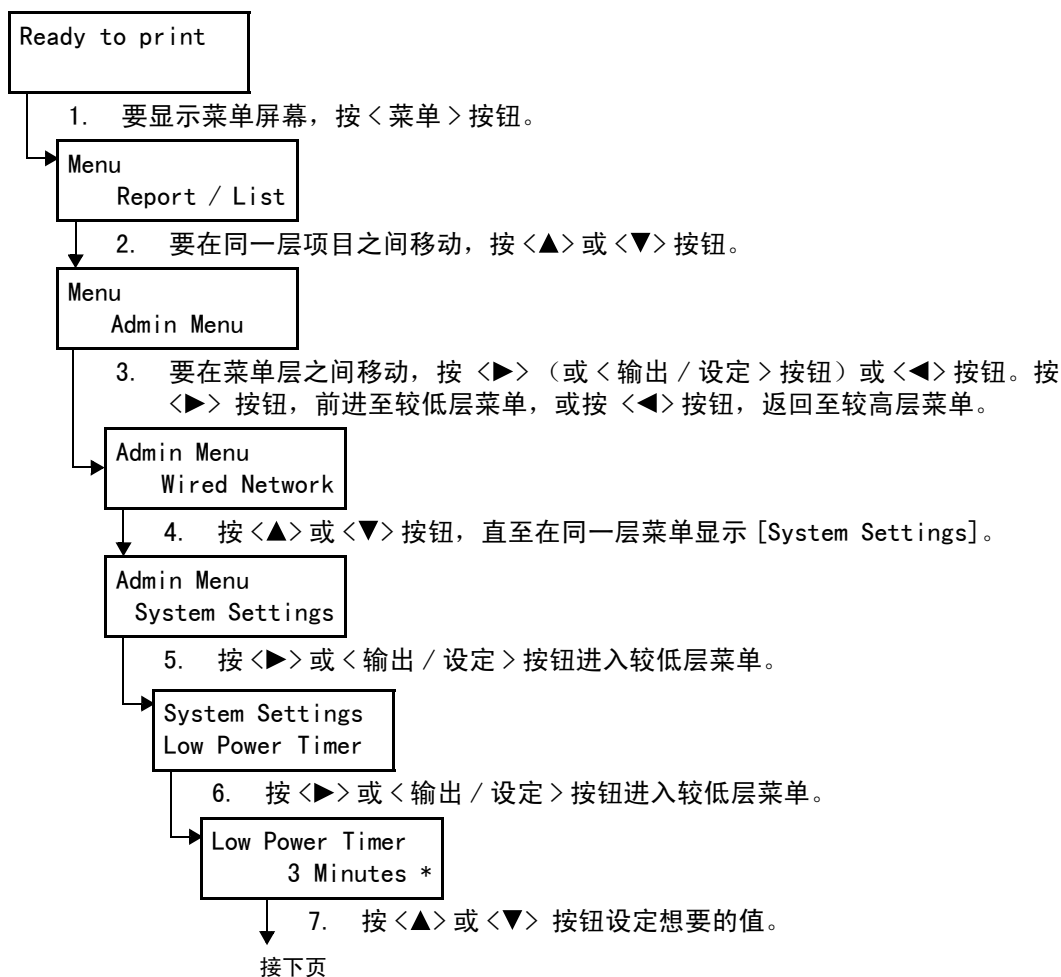 Ready to print
1. 要显示菜单屏幕，按 < 菜单 > 按钮。
Menu
Report / List
2. 要在同一层项目之间移动，按 <▲> 或 <▼> 按钮。
Menu
Admin Menu
3. 要在菜单层之间移动，按 <▶> （或 < 输出 / 设定 > 按钮）或 <◀> 按钮。按
<▶> 按钮，前进至较低层菜单，或按 <◀> 按钮，返回至较高层菜单。
Admin Menu
Wired Network
4. 按 <▲> 或 <▼> 按钮，直至在同一层菜单显示 [System Settings]。
Admin Menu
System Settings
5. 按 <▶> 或 < 输出 / 设定 > 按钮进入较低层菜单。
System Settings
Low Power Timer
6. 按 <▶> 或 < 输出 / 设定 > 按钮进入较低层菜单。
Low Power Timer
3 Minutes *
7. 按 <▲> 或 <▼> 按钮设定想要的值。
接下页